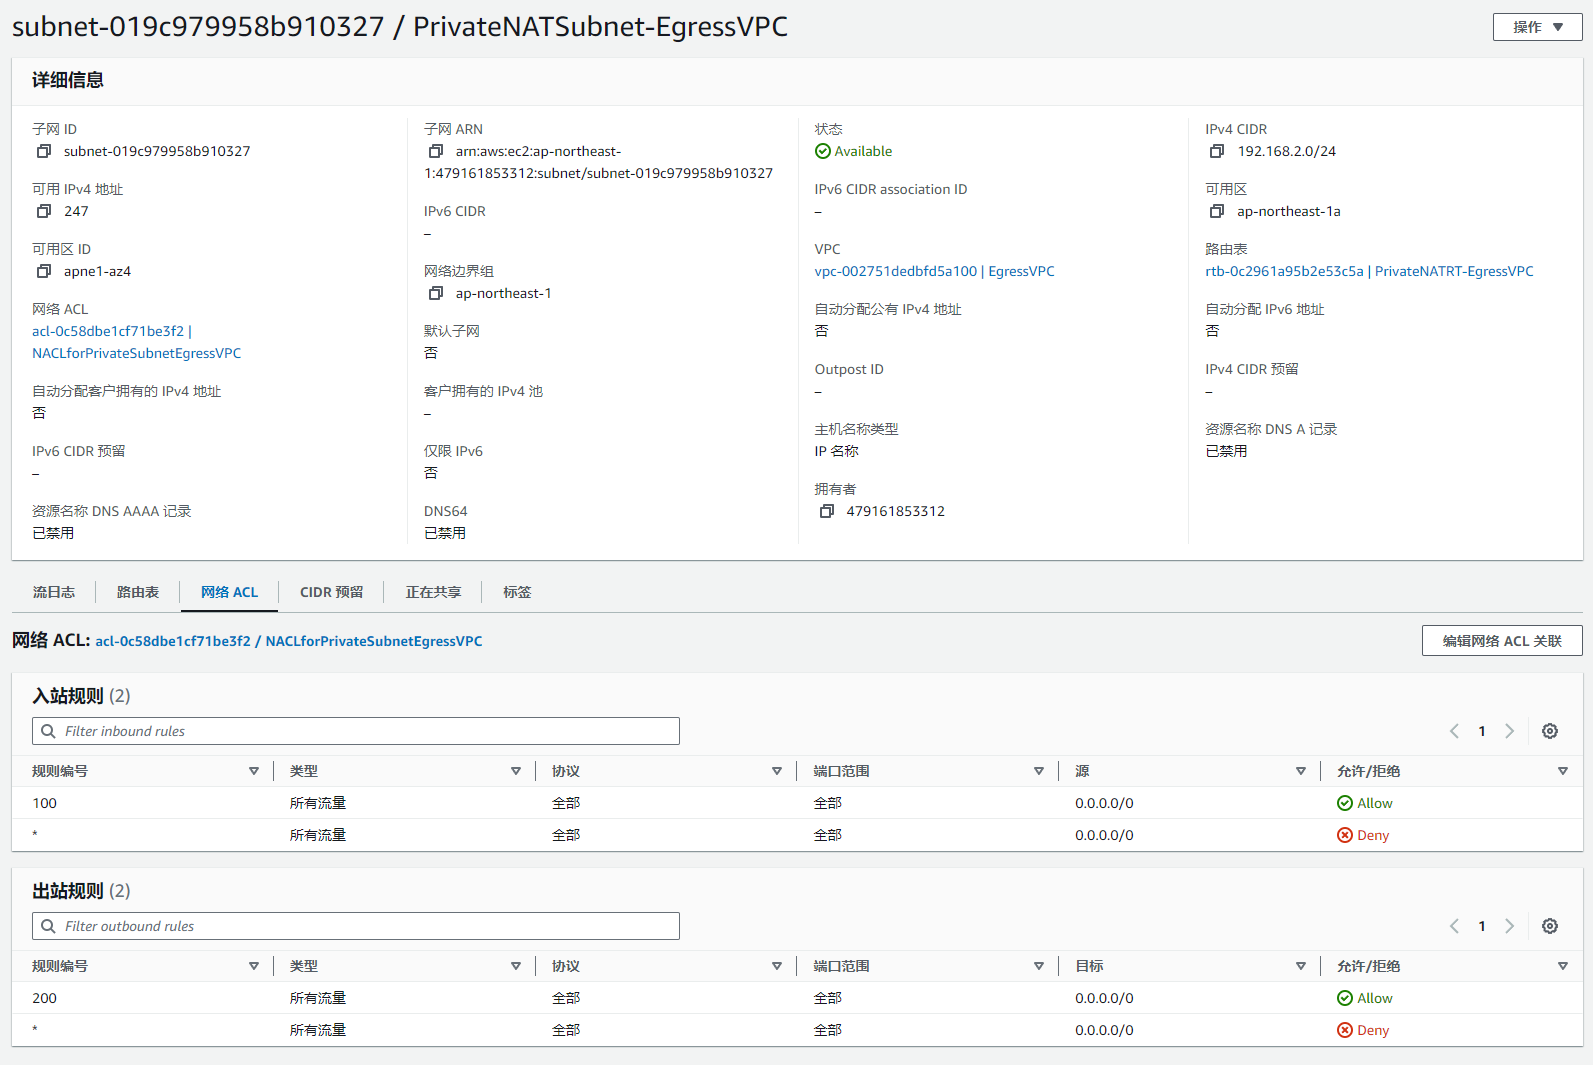 subnet-019c979958b910327 / PrivateNATSubnet-EgressVPC
操作
详细信息
子网 ID
subnet-019c979958b910327
可用 IPv4 地址
247
可用区 ID
apne1-az4
网络 ACL
acl-0c58dbe1cf71be3f2 |
NACLforPrivateSubnetEgressVPC
自动分配客户拥有的 IPv4 地址
否
IPv6 CIDR 预留
–
资源名称 DNS AAAA 记录
已禁用
子网 ARN
arn:aws:ec2:ap-northeast-
1:479161853312:subnet/subnet-019c979958b910327
IPv6 CIDR
–
网络边界组
ap-northeast-1
默认子网
否
客户拥有的 IPv4 池
–
仅限 IPv6
否
DNS64
已禁用
状态
Available
IPv6 CIDR association ID
–
VPC
vpc-002751dedbfd5a100 | EgressVPC
自动分配公有 IPv4 地址
否
Outpost ID
–
主机名称类型
IP 名称
拥有者
479161853312
IPv4 CIDR
192.168.2.0/24
可用区
ap-northeast-1a
路由表
rtb-0c2961a95b2e53c5a | PrivateNATRT-EgressVPC
自动分配 IPv6 地址
否
IPv4 CIDR 预留
–
资源名称 DNS A 记录
已禁用
流日志 路由表 网络 ACL CIDR 预留 正在共享 标签
网络 ACL: acl-0c58dbe1cf71be3f2 / NACLforPrivateSubnetEgressVPC
编辑网络 ACL 关联
入站规则 (2)
Filter inbound rules
1
规则编号 类型 协议 端口范围 源 允许/拒绝
100 所有流量 全部 全部 0.0.0.0/0 Allow
* 所有流量 全部 全部 0.0.0.0/0 Deny
出站规则 (2)
Filter outbound rules
1
规则编号 类型 协议 端口范围 目标 允许/拒绝
200 所有流量 全部 全部 0.0.0.0/0 Allow
* 所有流量 全部 全部 0.0.0.0/0 Deny